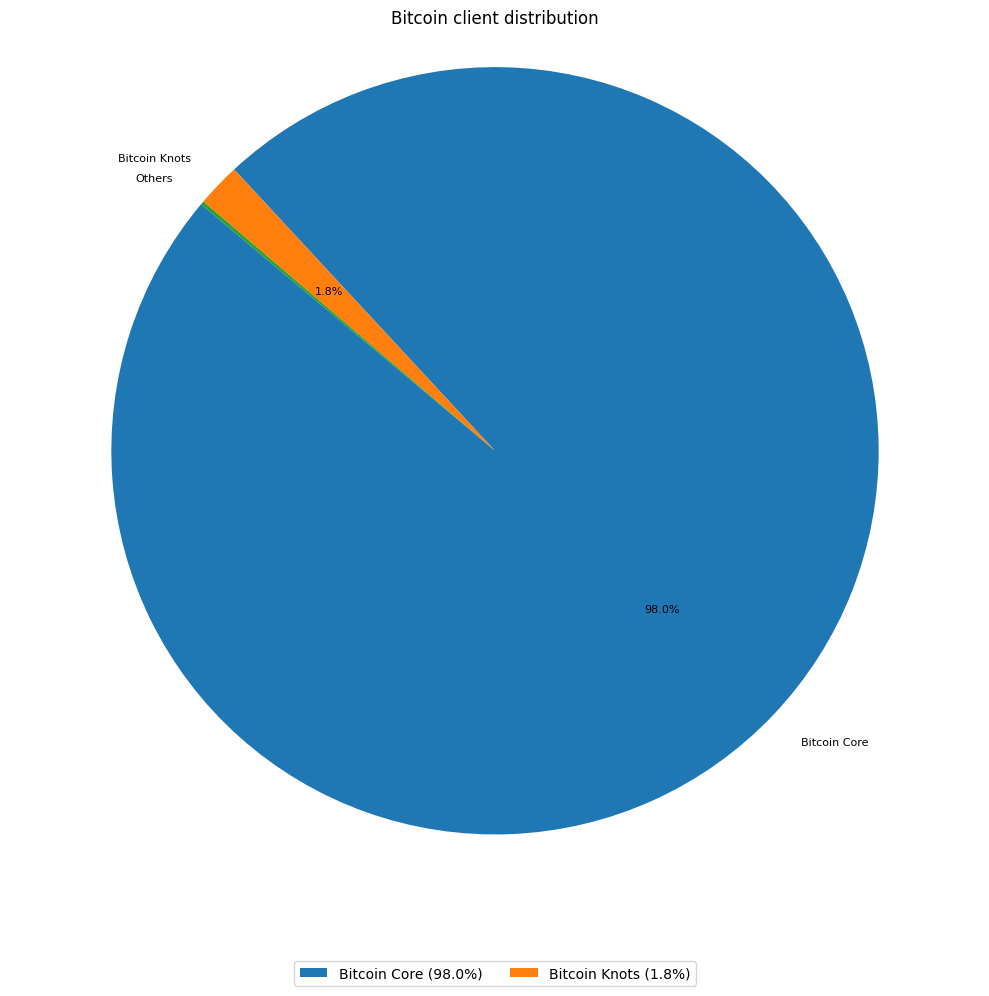 Bitcoin client distribution
Bitcoin Knots
Others
1.8%
98.0%
Bitcoin Core
Bitcoin Core (98.0%)
Bitcoin Knots (1.8%)